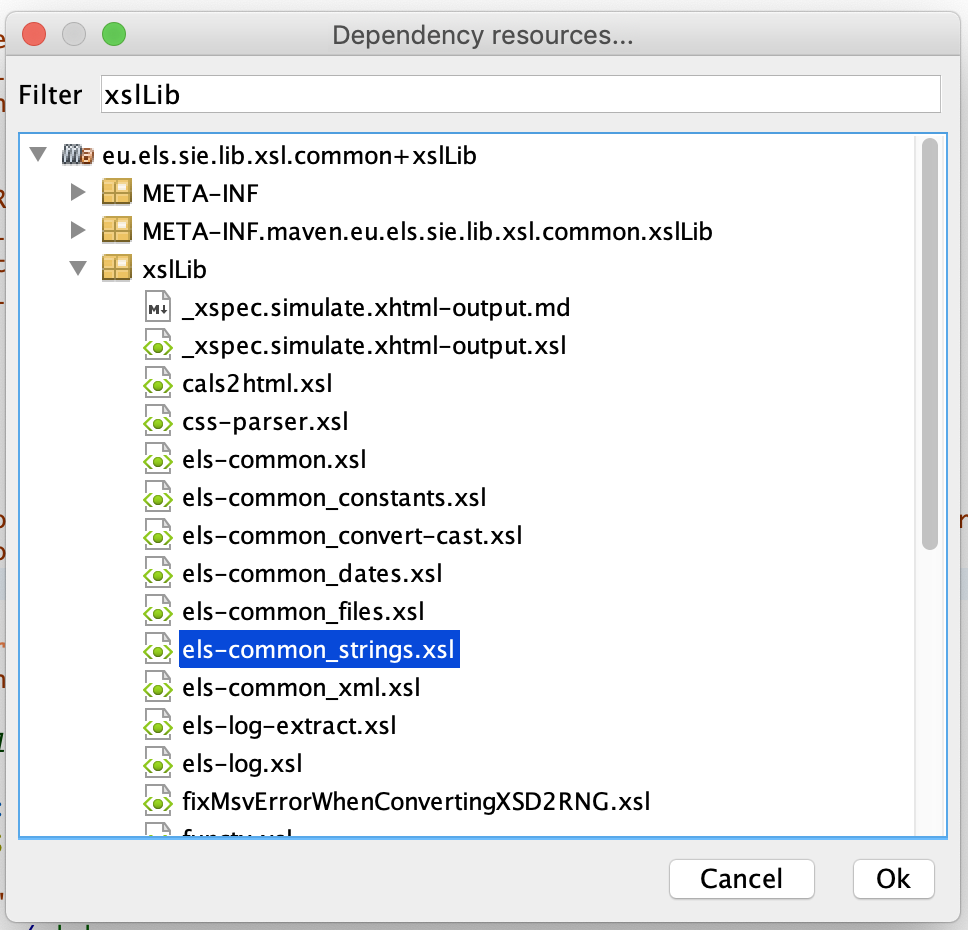 Dependency resources...
Filter xslLib
eu.els.sie.lib.xsl.common+xslLib
META-INF
META-INF.maven.eu.els.sie.lib.xsl.common.xslLib
xslLib
_xspec.simulate.xhtml-output.md
_xspec.simulate.xhtml-output.xsl
cals2html.xsl
css-parser.xsl
els-common.xsl
els-common_constants.xsl
els-common_convert-cast.xsl
els-common_dates.xsl
els-common_files.xsl
els-common_strings.xsl
els-common_xml.xsl
els-log-extract.xsl
els-log.xsl
fixMsvErrorWhenConvertingXSD2RNG.xsl
Cancel Ok